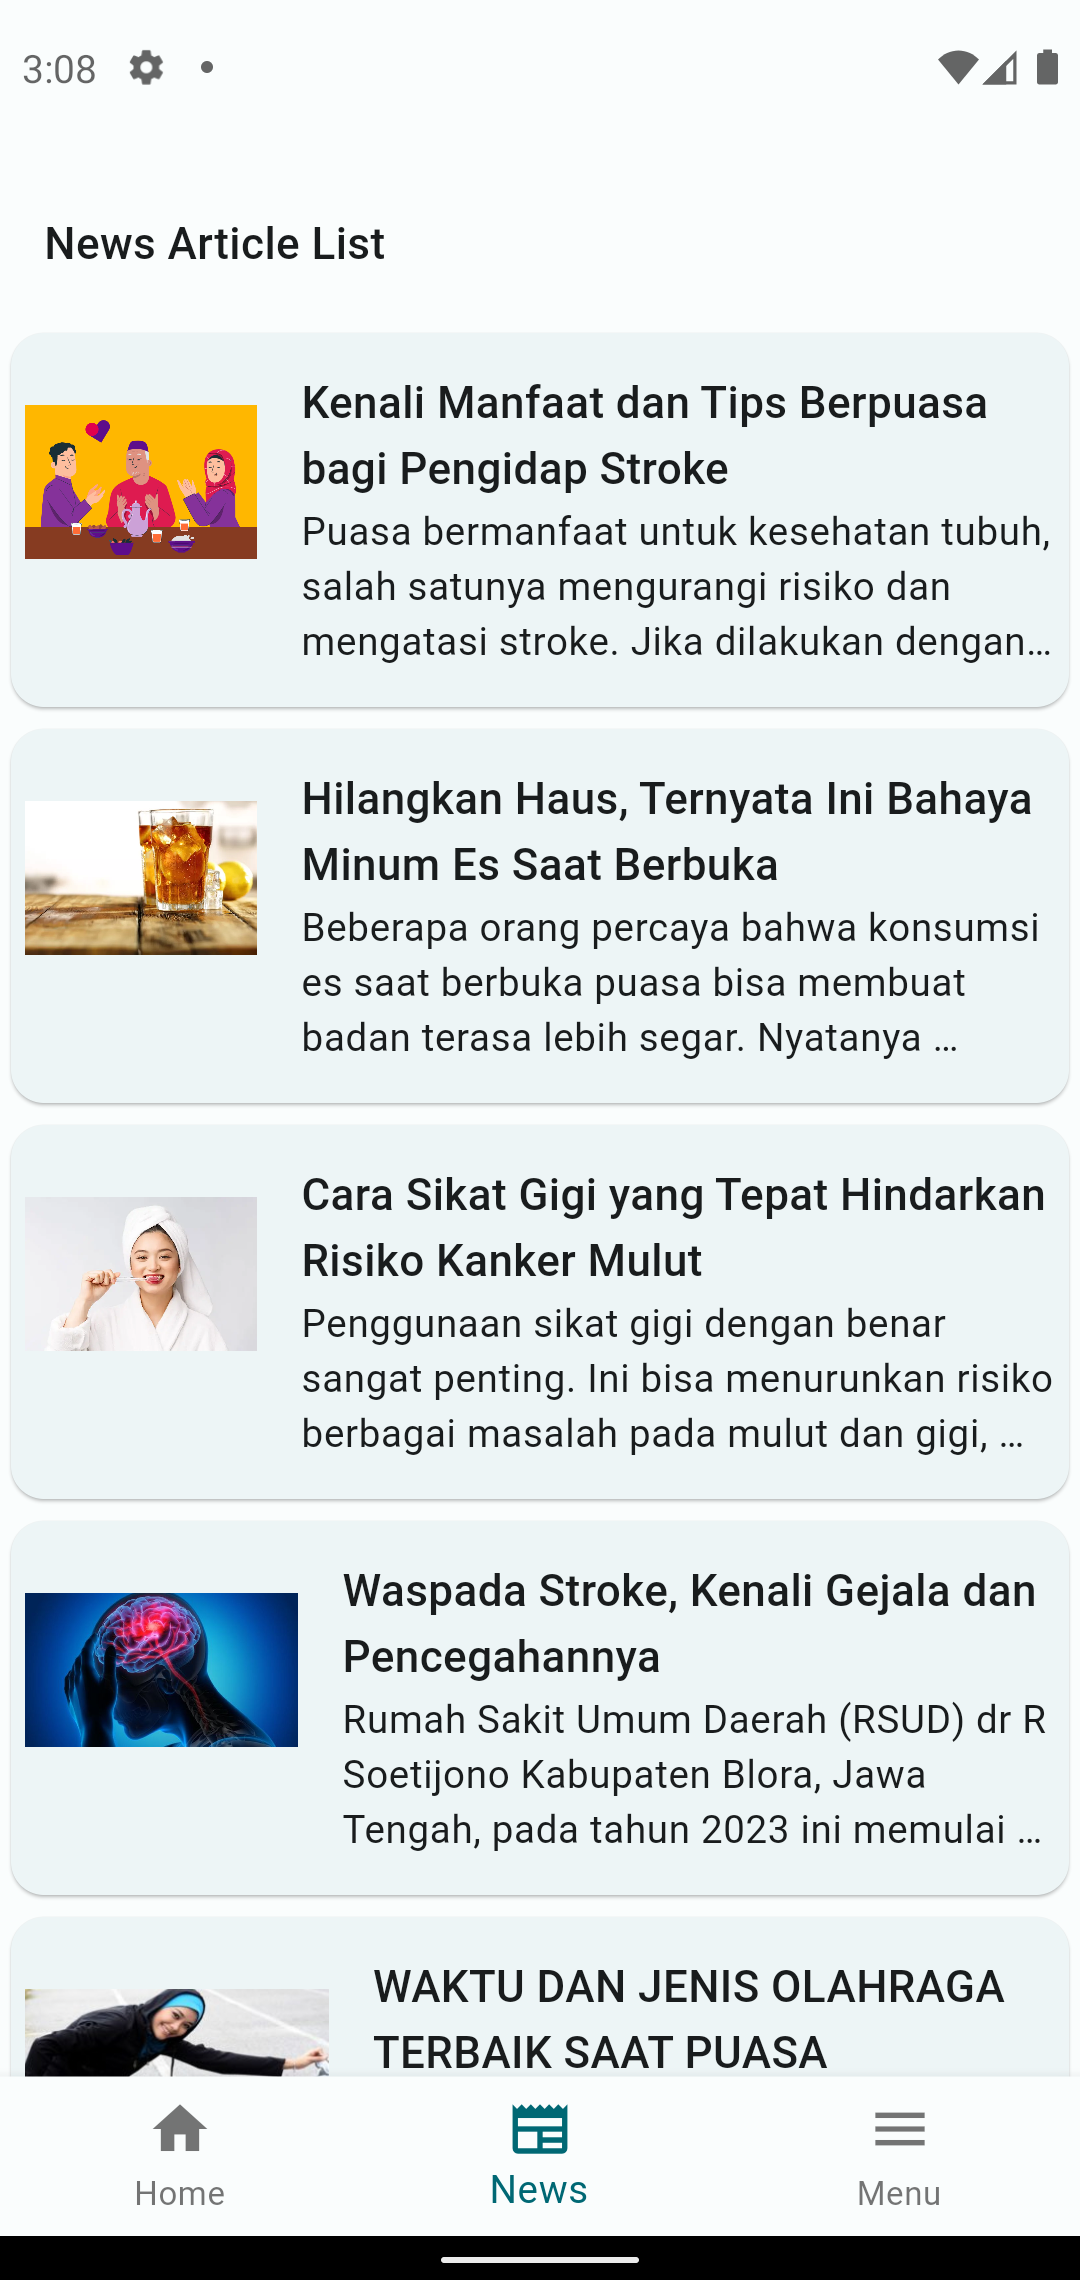 3:08
News Article List
Kenali Manfaat dan Tips Berpuasa
bagi Pengidap Stroke
Puasa bermanfaat untuk kesehatan tubuh,
salah satunya mengurangi risiko dan
mengatasi stroke. Jika dilakukan dengan…
Hilangkan Haus, Ternyata Ini Bahaya
Minum Es Saat Berbuka
Beberapa orang percaya bahwa konsumsi
es saat berbuka puasa bisa membuat
badan terasa lebih segar. Nyatanya …
Cara Sikat Gigi yang Tepat Hindarkan
Risiko Kanker Mulut
Penggunaan sikat gigi dengan benar
sangat penting. Ini bisa menurunkan risiko
berbagai masalah pada mulut dan gigi, …
Waspada Stroke, Kenali Gejala dan
Pencegahannya
Rumah Sakit Umum Daerah (RSUD) dr R
Soetijono Kabupaten Blora, Jawa
Tengah, pada tahun 2023 ini memulai …
WAKTU DAN JENIS OLAHRAGA
TERBAIK SAAT PUASA
Home
News
Menu